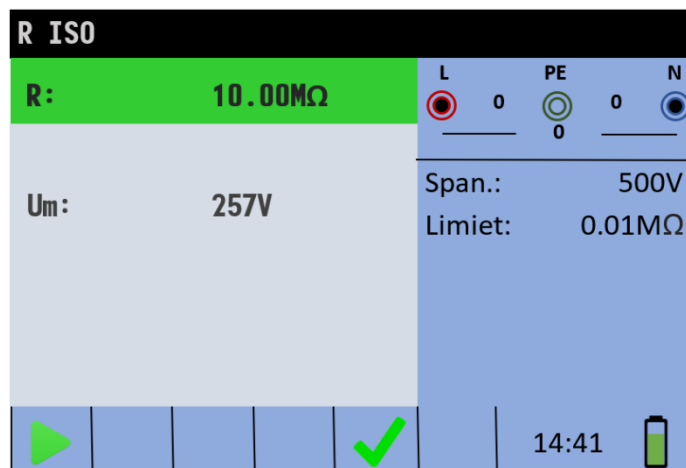 R ISO
R: 10.00MΩ
L PE N
0 0
0
Um: 257V
Span.: 500V
Limiet: 0.01MΩ
14:41